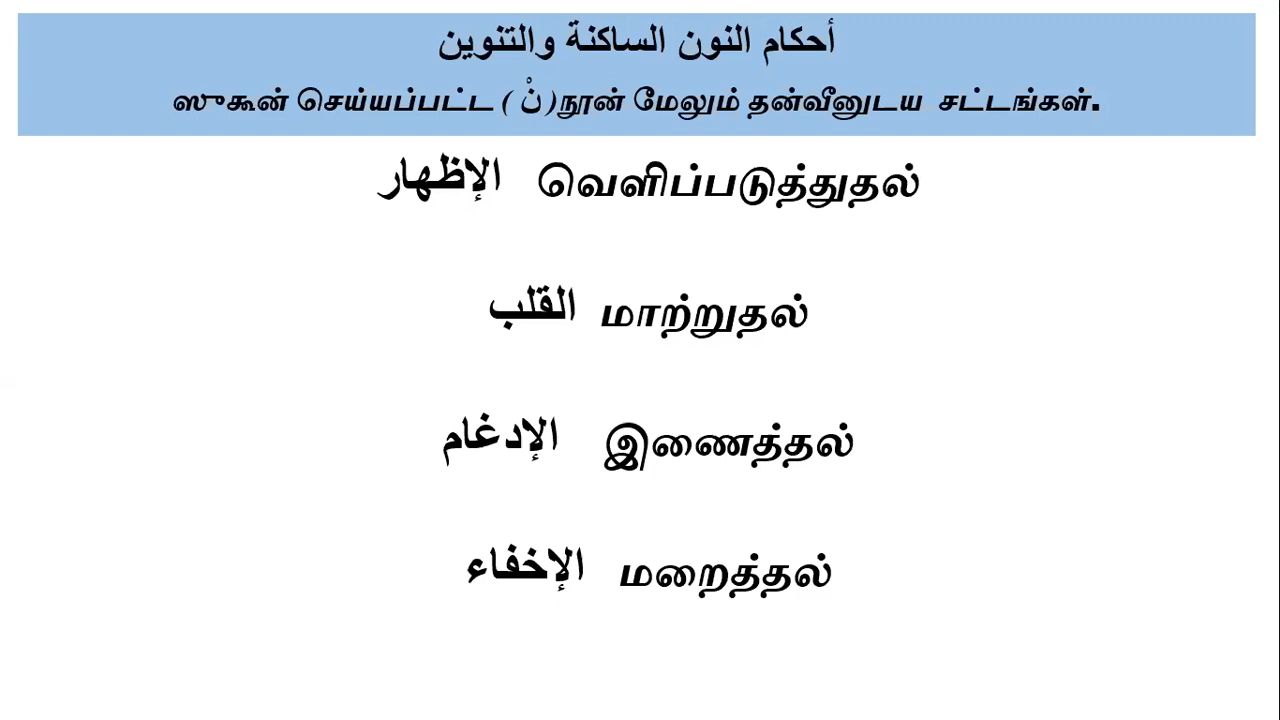 أحكام النون الساكنة والتنوين
ஸுகூன் செய்யப்பட்ட ( نْ )நூன் மேலும் தன்வீனுடய சட்டங்கள்.
الإظهار வெளிப்படுத்துதல்
القلب மாற்றுதல்
الإدغام இணைத்தல்
الإخفاء மறைத்தல்